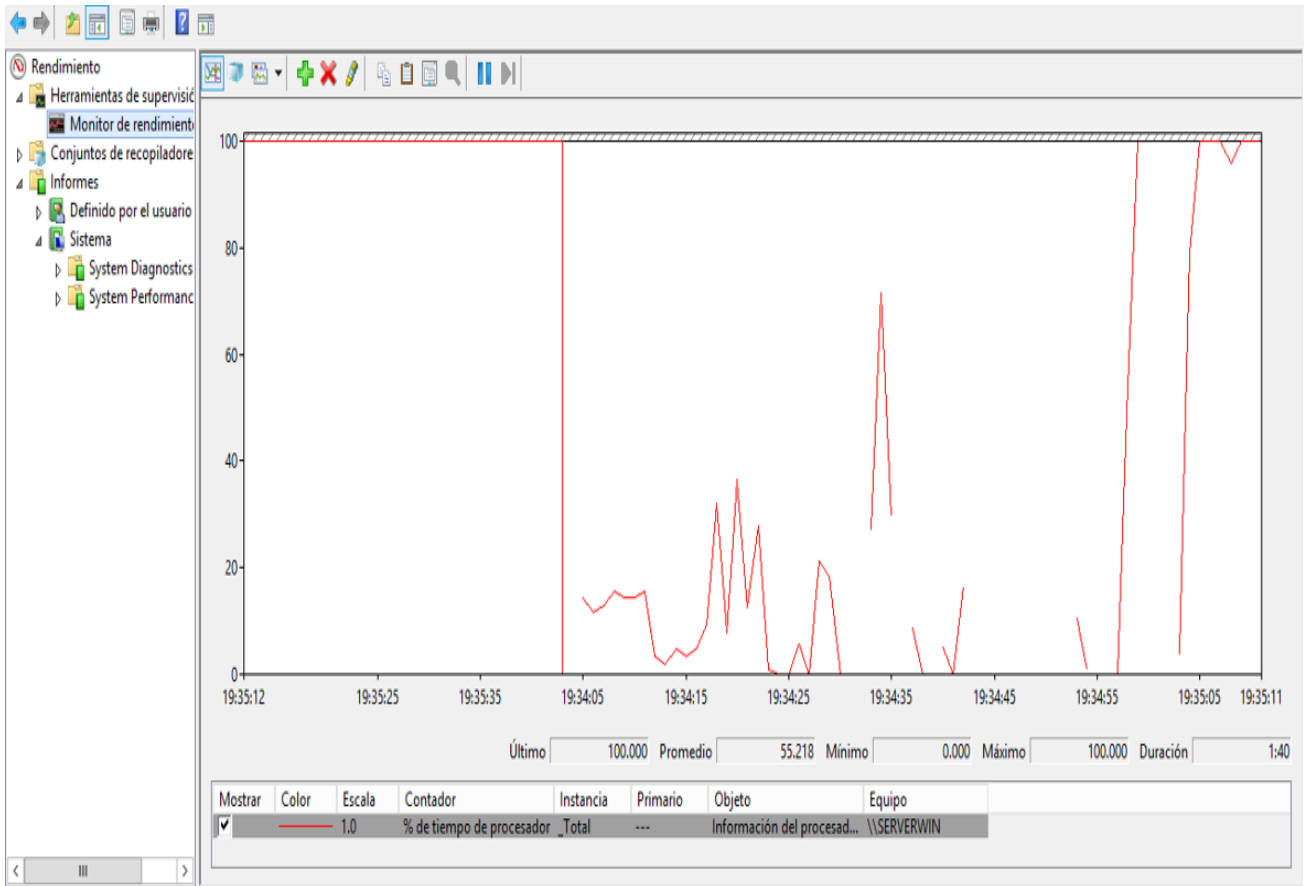 Rendimiento
Herramientas de supervisió
Monitor de rendimiento
Conjuntos de recopiladore
Informes
Definido por el usuario
Sistema
System Diagnostics
System Performanc
100
80
60
40
20
0
19:35:12 19:35:25 19:35:35 19:34:05 19:34:15 19:34:25 19:34:35 19:34:45 19:34:55 19:35:05 19:35:11
Último 100.000 Promedio 55.218 Mínimo 0.000 Máximo 100.000 Duración 1:40
Mostrar Color Escala Contador Instancia Primario Objeto Equipo
1.0 % de tiempo de procesador _Total --- Información del procesad... \\SERVERWIN